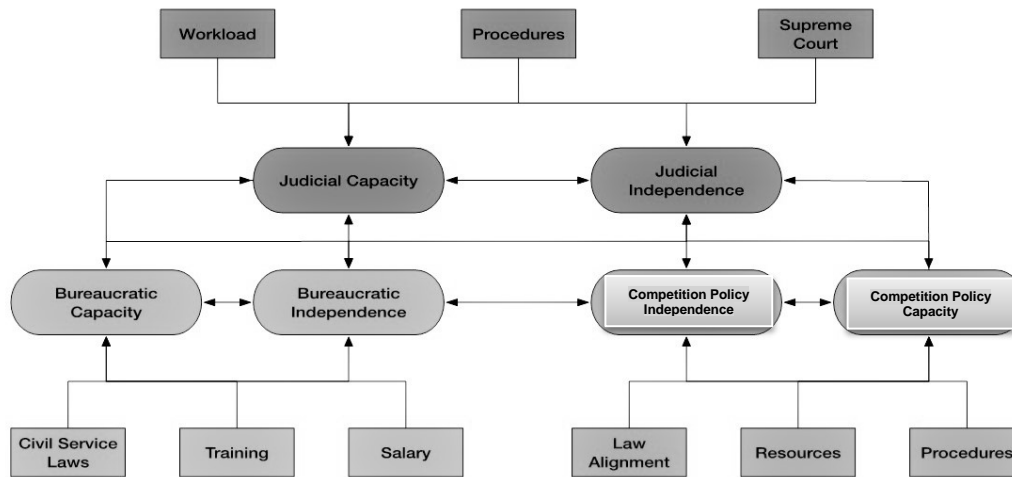 Workload
Procedures
Supreme
Court
Judicial Capacity
Judicial
Independence
Bureaucratic
Capacity
Bureaucratic
Independence
Competition Policy
Independence
Competition Policy
Capacity
Civil Service
Laws
Training
Salary
Law
Alignment
Resources
Procedures